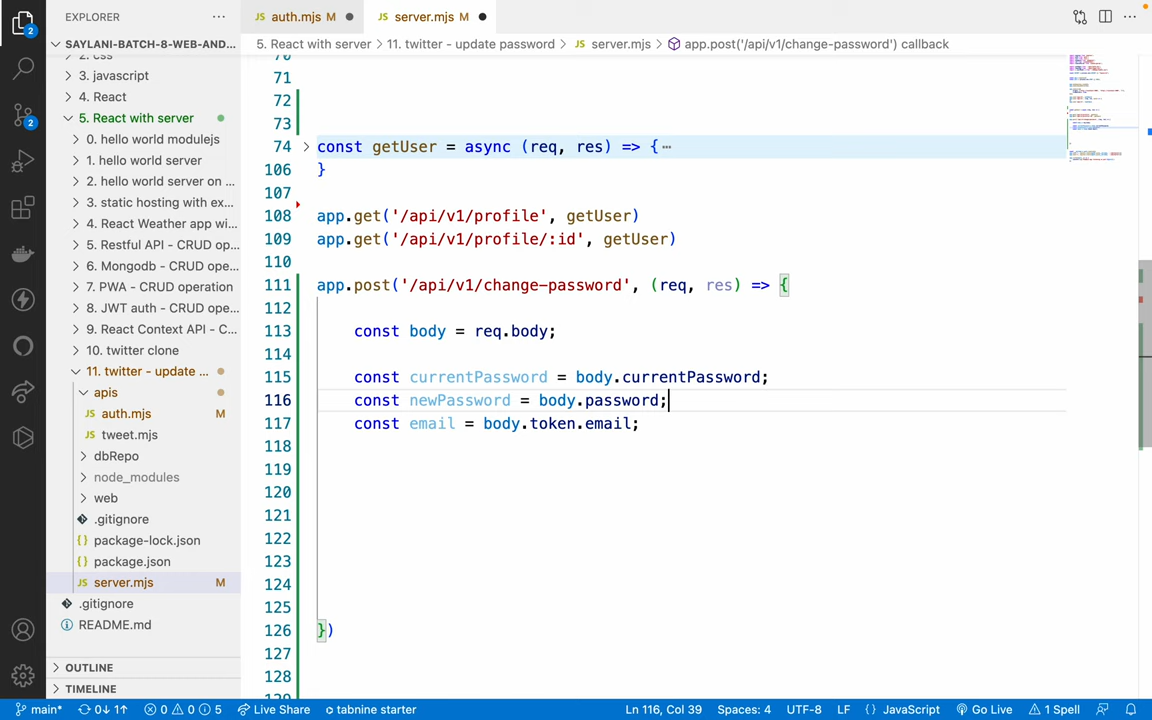 EXPLORER
auth.mjs M
server.mjs M
SAYLANI-BATCH-8-WEB-AND...
5. React with server > 11. twitter - update password > JS server.mjs > app.post('/api/v1/change-password') callback
2. css
3. javascript
4. React
5. React with server
0. hello world modulejs
1. hello world server
2. hello world server on ...
3. static hosting with ex...
4. React Weather app wi...
5. Restful API - CRUD op...
6. Mongodb - CRUD ope...
7. PWA - CRUD operation
8. JWT auth - CRUD ope...
9. React Context API - C...
10. twitter clone
11. twitter - update ...
apis
JS auth.mjs M
JS tweet.mjs
dbRepo
node_modules
web
.gitignore
{} package-lock.json
{} package.json
JS server.mjs M
.gitignore
README.md
OUTLINE
TIMELINE
70
71
72
73
74 const getUser = async (req, res) => {
106 }
107
108 app.get('/api/v1/profile', getUser)
109 app.get('/api/v1/profile/:id', getUser)
110
111 app.post('/api/v1/change-password', (req, res) => {
112
113 const body = req.body;
114
115 const currentPassword = body.currentPassword;
116 const newPassword = body.password;
117 const email = body.token.email;
118
119
120
121
122
123
124
125
126 })
127
128
129
main* 0↓ 1↑ 0 0 5 Live Share tabnine starter Ln 116, Col 39 Spaces: 4 UTF-8 LF {} JavaScript Go Live 1 Spell